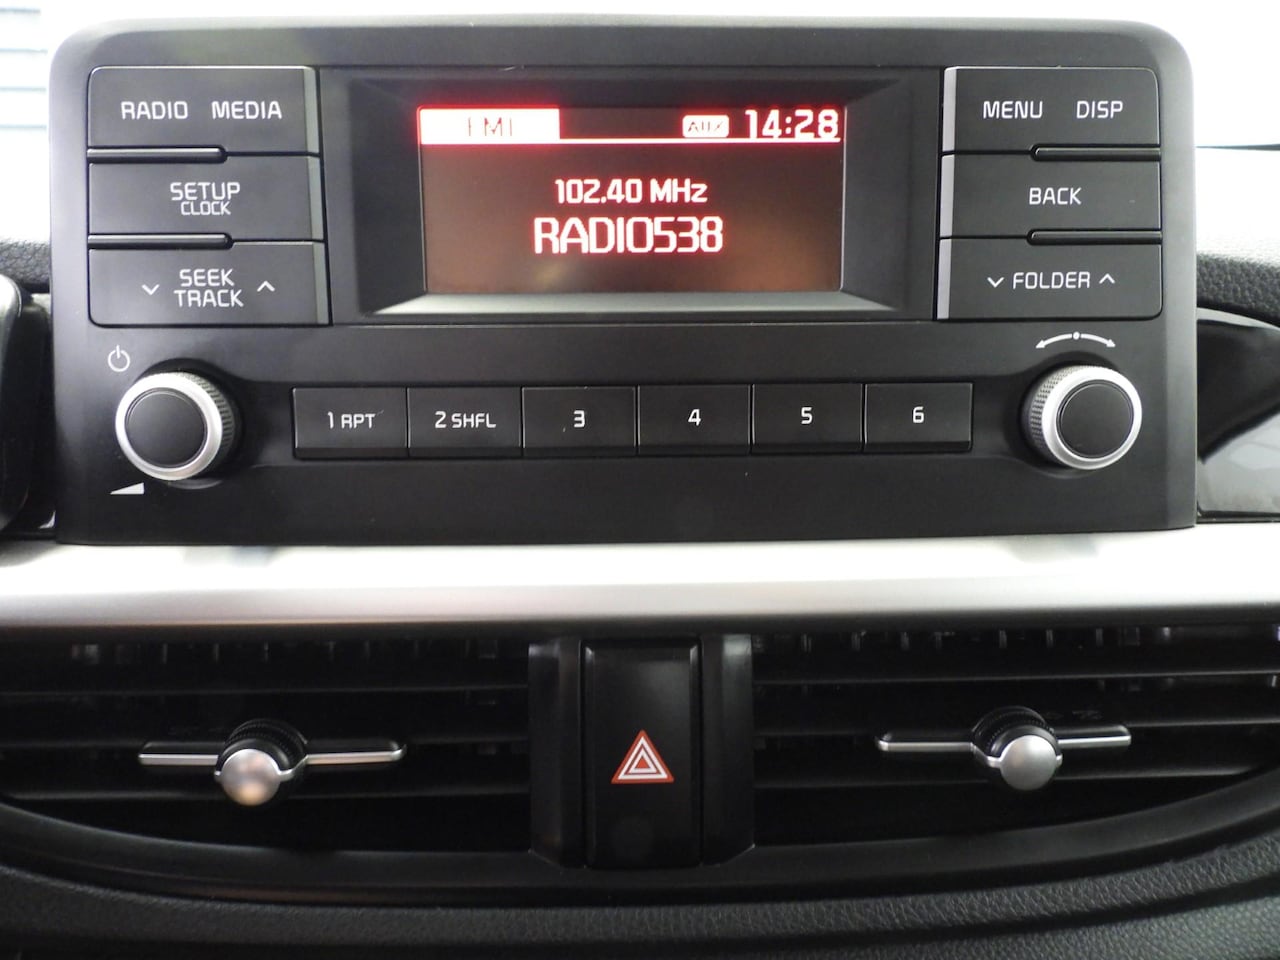 RADIO MEDIA
SETUP
CLOCK
SEEK
TRACK
FM1 AUX 14:28
102.40 MHz
RADIO538
MENU DISP
BACK
FOLDER
1 RPT 2 SHFL 3 4 5 6